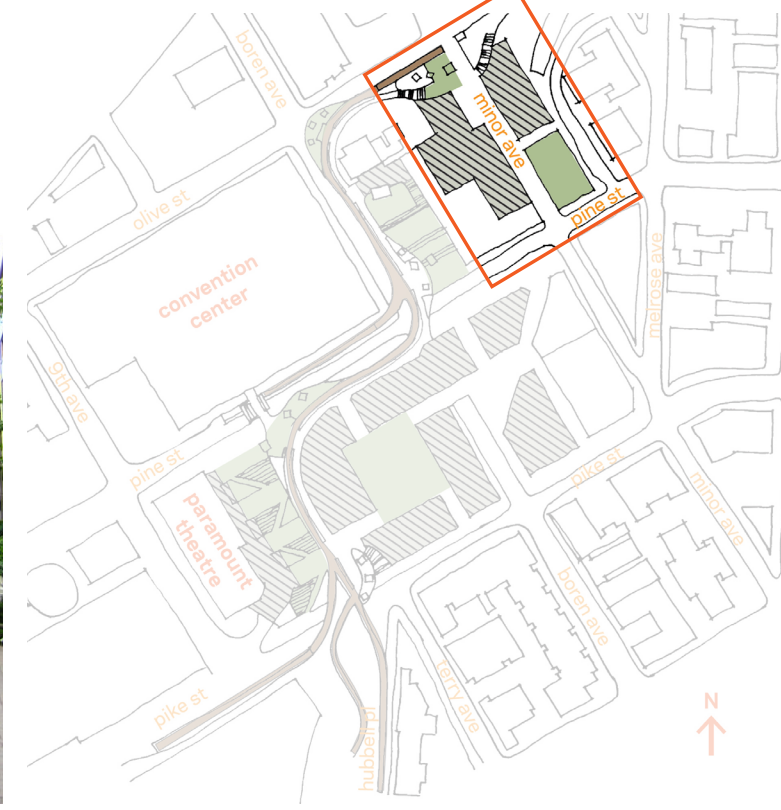 boren ave
minor ave
olive st
pine st
convention
center
melrose ave
9th ave
pine st
pike st
paramount
theatre
minor ave
boren ave
terry ave
pike st
hubbell pl
N